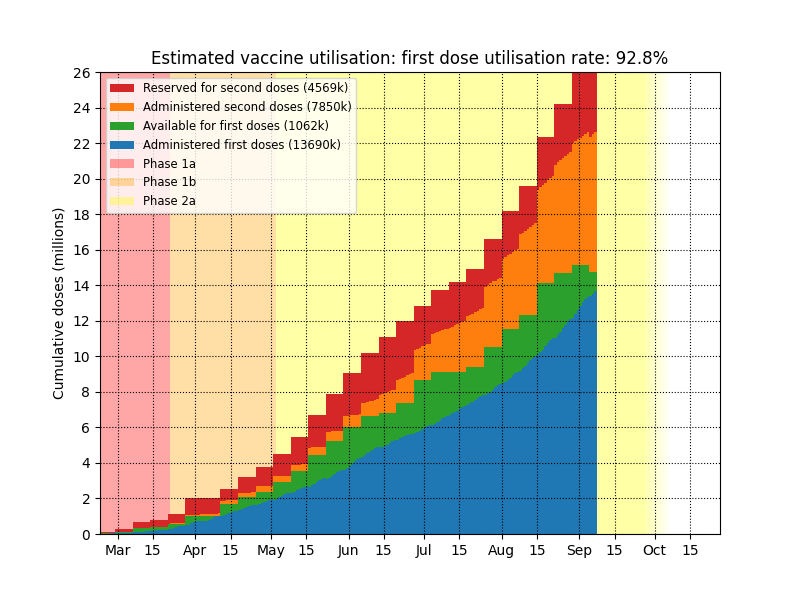 Estimated vaccine utilisation: first dose utilisation rate: 92.8%
Cumulative doses (millions)
26
24
22
20
18
16
14
12
10
8
6
4
2
0
Reserved for second doses (4569k)
Administered second doses (7850k)
Available for first doses (1062k)
Administered first doses (13690k)
Phase 1a
Phase 1b
Phase 2a
Mar 15 Apr 15 May 15 Jun 15 Jul 15 Aug 15 Sep 15 Oct 15